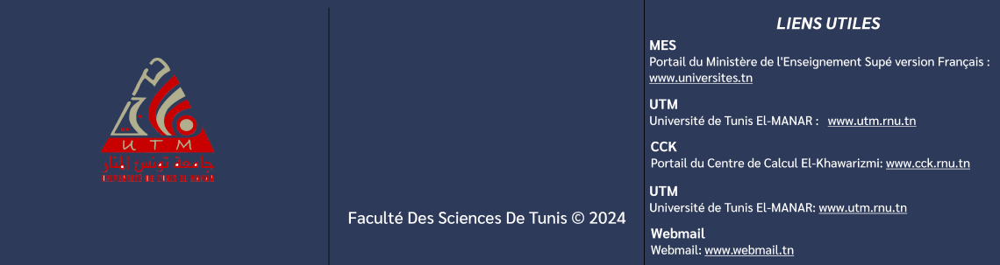 UTM
جامعة تونس المنار
UNIVERSITÉ DE TUNIS EL MANAR
Faculté Des Sciences De Tunis © 2024
LIENS UTILES
MES
Portail du Ministère de l'Enseignement Supé version Français :
www.universites.tn
UTM
Université de Tunis El-MANAR : www.utm.rnu.tn
CCK
Portail du Centre de Calcul El-Khawarizmi: www.cck.rnu.tn
UTM
Université de Tunis El-MANAR: www.utm.rnu.tn
Webmail
Webmail: www.webmail.tn